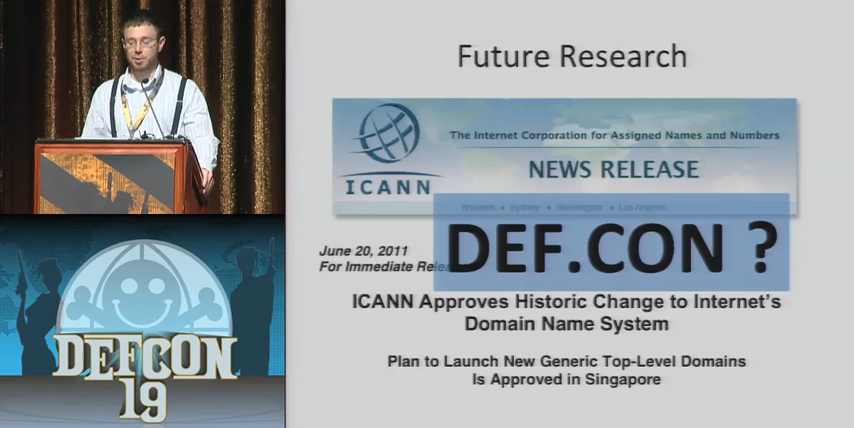 Future Research
The Internet Corporation for Assigned Names and Numbers
ICANN
NEWS RELEASE
Brussels • Sydney • Washington • Los Angeles
DEF.CON ?
June 20, 2011
For Immediate
ICANN Approves Historic Change to Internet's
Domain Name System
Plan to Launch New Generic Top-Level Domains
Is Approved in Singapore
DEFCON
19